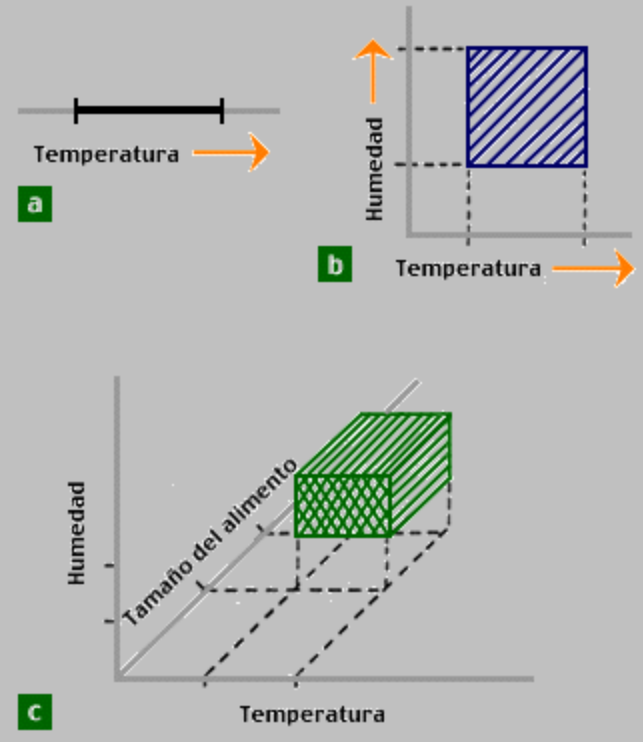 Temperatura
a
Humedad
b
Temperatura
Humedad
Tamaño del alimento
c
Temperatura